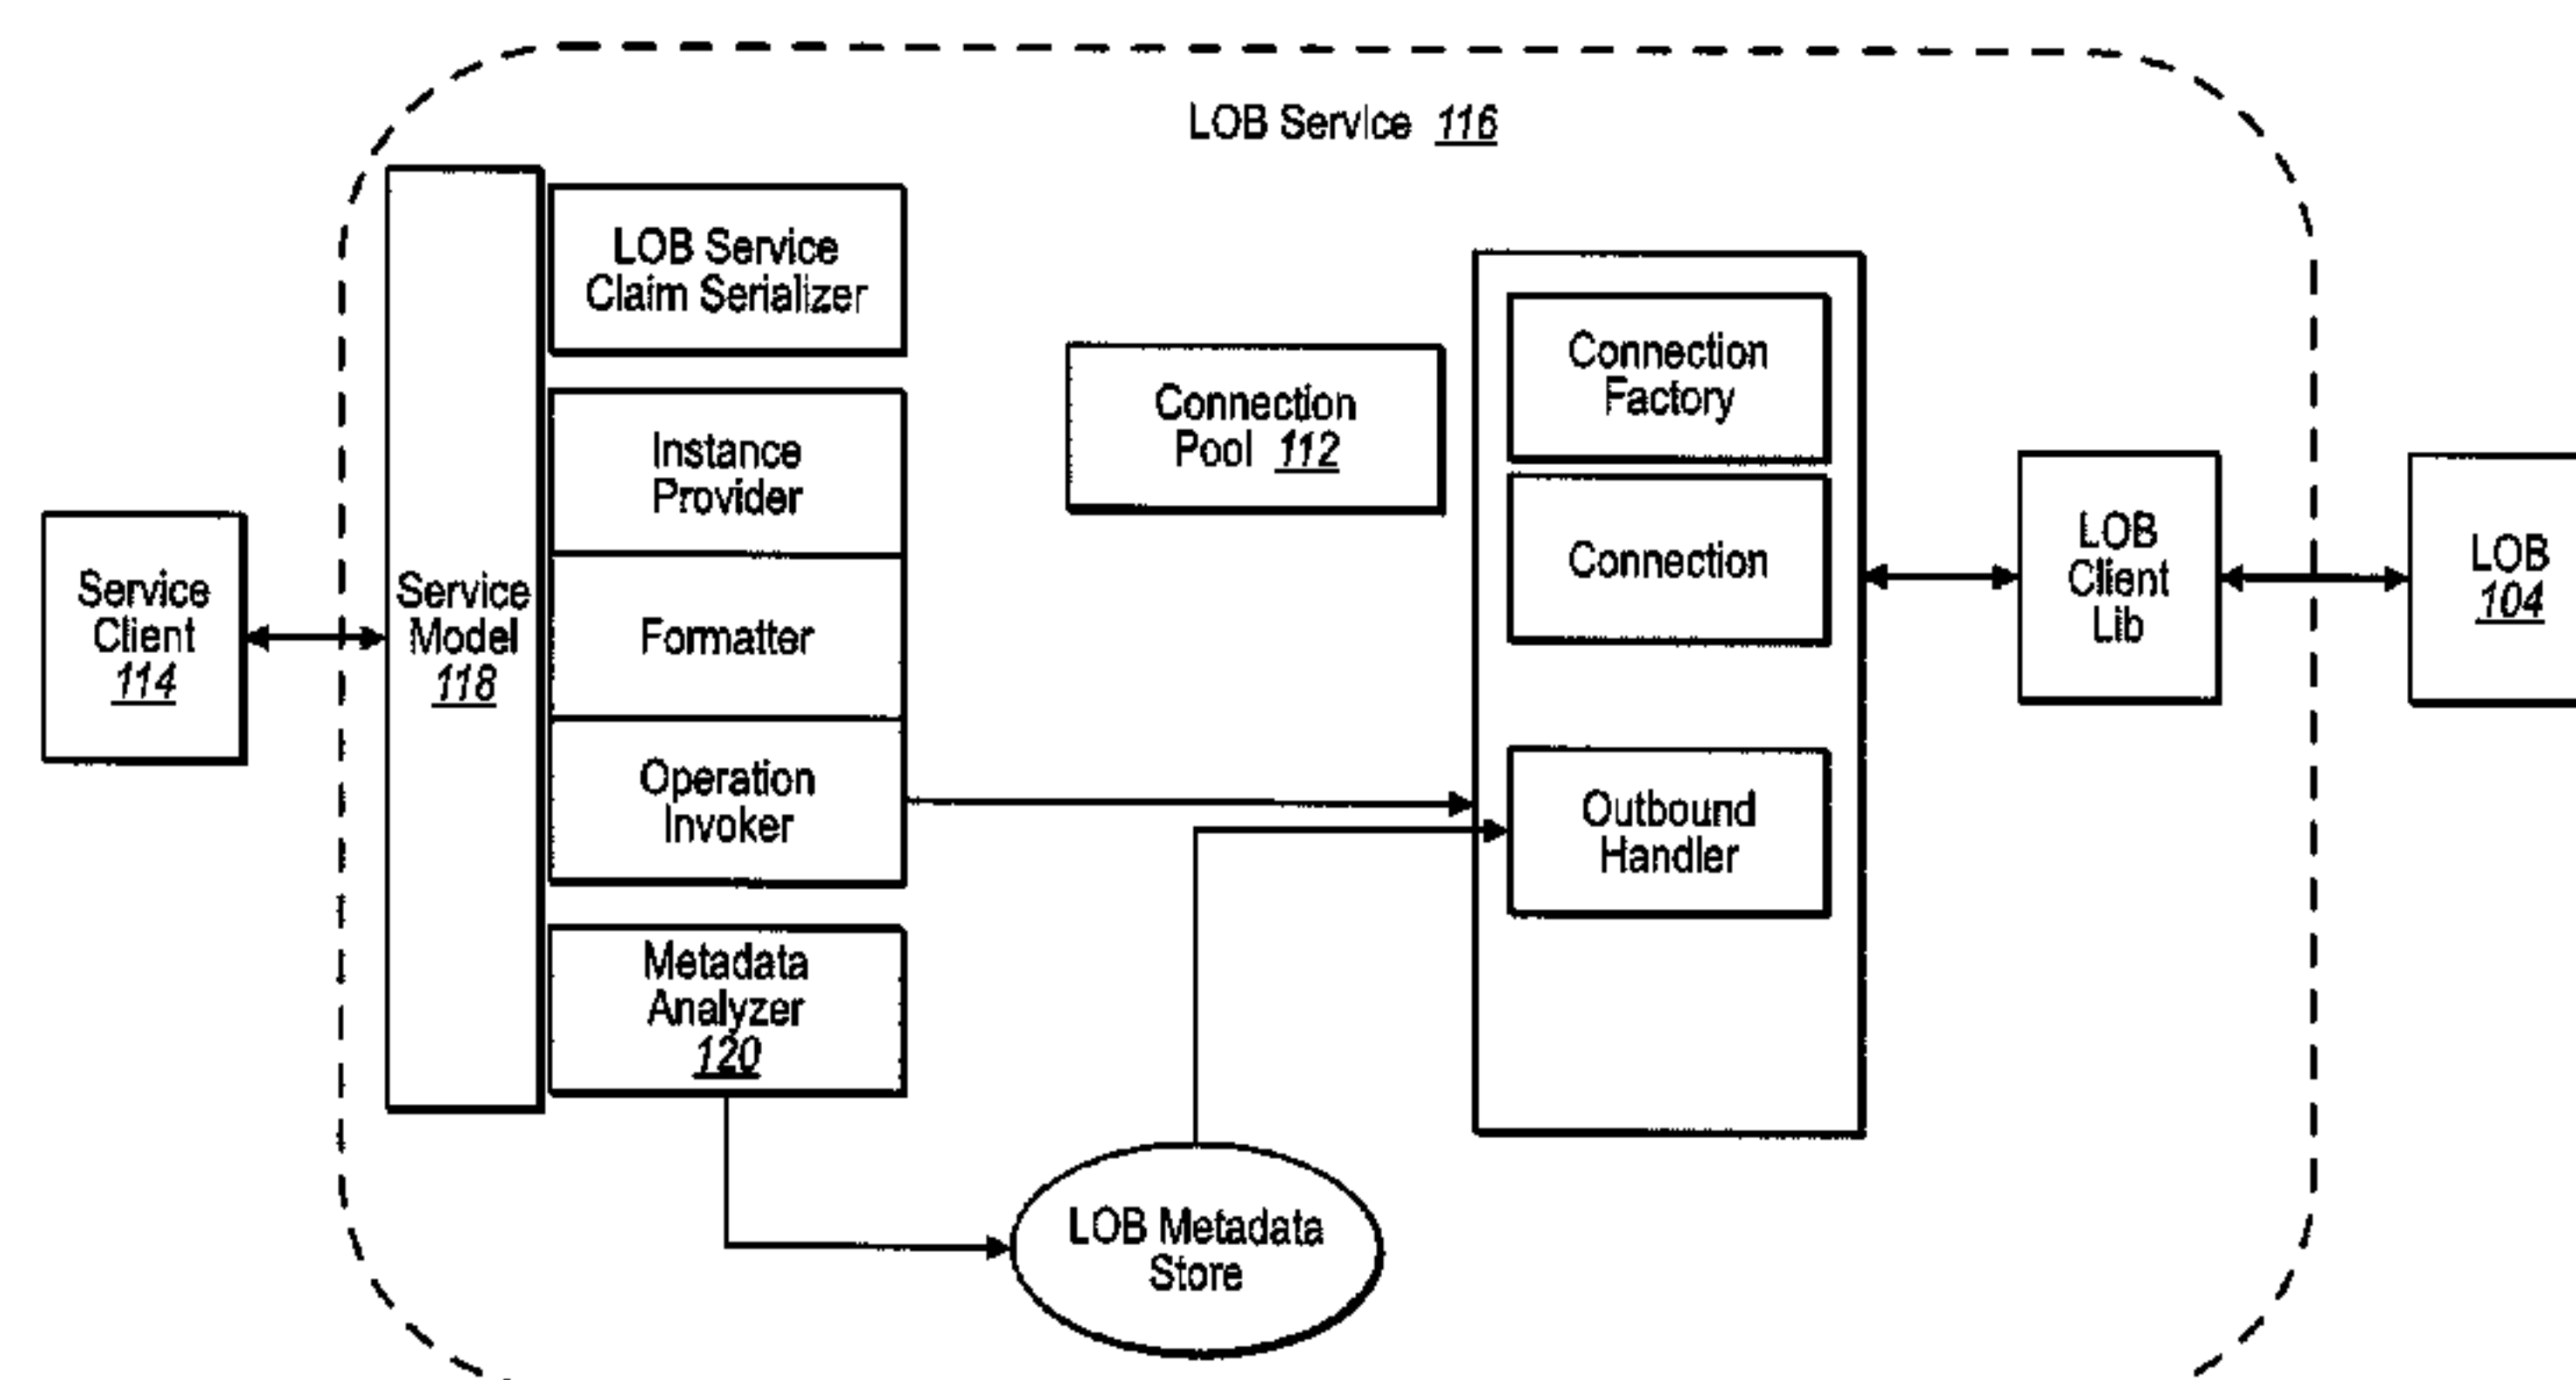 LOB Service 116
LOB Service
Claim Serializer
Instance
Provider
Formatter
Operation
Invoker
Metadata
Analyzer
120
Service
Client
114
Service
Model
118
Connection
Pool 112
Connection
Factory
Connection
Outbound
Handler
LOB
Client
Lib
LOB
104
LOB Metadata
Store